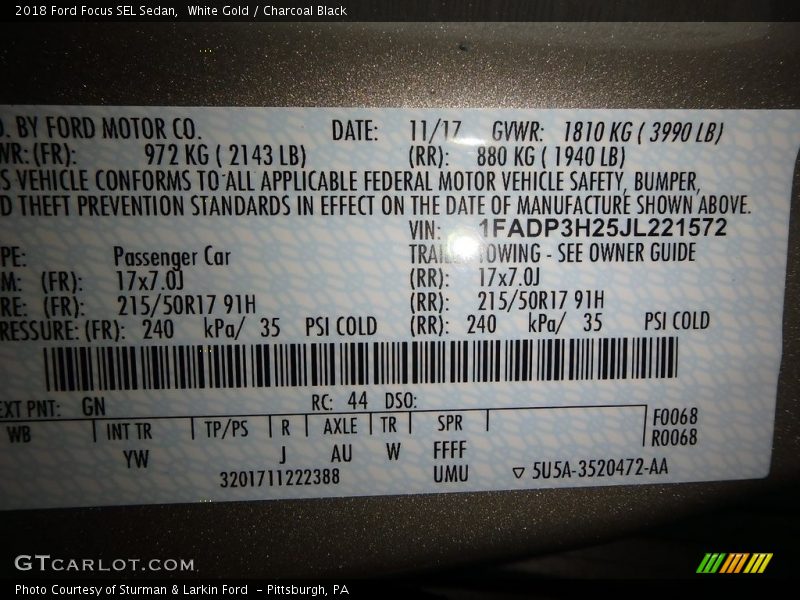 2018 Ford Focus SEL Sedan, White Gold / Charcoal Black
D. BY FORD MOTOR CO. DATE: 11/17 GVWR: 1810 KG ( 3990 LB)
WR: (FR): 972 KG ( 2143 LB) (RR): 880 KG ( 1940 LB)
S VEHICLE CONFORMS TO ALL APPLICABLE FEDERAL MOTOR VEHICLE SAFETY, BUMPER,
D THEFT PREVENTION STANDARDS IN EFFECT ON THE DATE OF MANUFACTURE SHOWN ABOVE.
VIN: 1FADP3H25JL221572
PE: Passenger Car TRAIL TOWING - SEE OWNER GUIDE
M: (FR): 17x7.0J (RR): 17x7.0J
RE: (FR): 215/50R17 91H (RR): 215/50R17 91H
RESSURE: (FR): 240 kPa/ 35 PSI COLD (RR): 240 kPa/ 35 PSI COLD
EXT PNT: GN RC: 44 DSO:
WB INT TR TP/PS R AXLE TR SPR F0068
R0068
YW J AU W FFFF
3201711222388 UMU ▽ 5U5A-3520472-AA
GTCARLOT.COM
Photo Courtesy of Sturman & Larkin Ford - Pittsburgh, PA